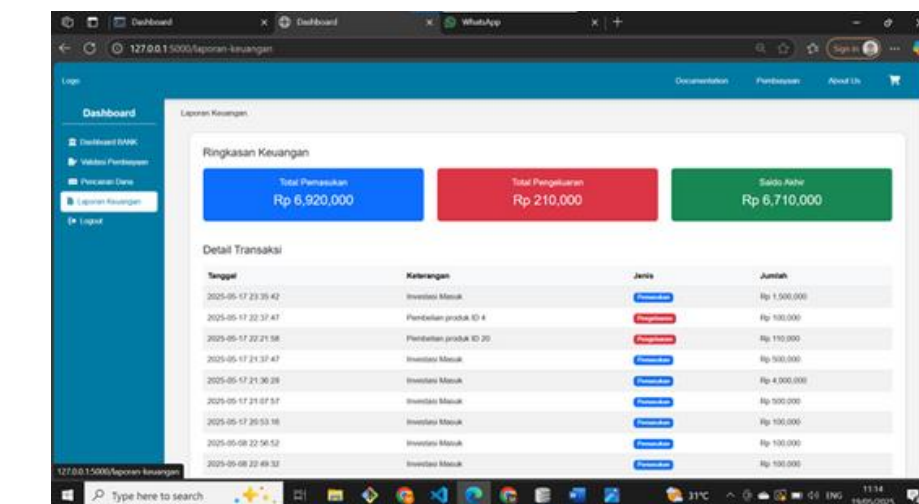 Dashboard Dashboard WhatsApp
127.0.0.1:5000/laporan-keuangan Sign in
Logo Documentation Pembiayaan About Us
Dashboard
Laporan Keuangan
Dashboard BANK
Validasi Pembiayaan
Pencairan Dana
Laporan Keuangan
Logout
Ringkasan Keuangan
Total Pemasukan Total Pengeluaran Saldo Akhir
Rp 6,920,000 Rp 210,000 Rp 6,710,000
Detail Transaksi
Tanggal Keterangan Jenis Jumlah
2025-05-17 23:35:42 Investasi Masuk Pemasukan Rp 1,500,000
2025-05-17 22:37:47 Pembelian produk ID 4 Pengeluaran Rp 100,000
2025-05-17 22:21:58 Pembelian produk ID 20 Pengeluaran Rp 110,000
2025-05-17 21:37:47 Investasi Masuk Pemasukan Rp 500,000
2025-05-17 21:36:28 Investasi Masuk Pemasukan Rp 4,000,000
2025-05-17 21:07:57 Investasi Masuk Pemasukan Rp 500,000
2025-05-17 20:53:16 Investasi Masuk Pemasukan Rp 100,000
2025-05-08 22:56:52 Investasi Masuk Pemasukan Rp 100,000
2025-05-08 22:49:32 Investasi Masuk Pemasukan Rp 100,000
127.0.0.1:5000/laporan-keuangan
Type here to search 31°C ENG 11:14
19/05/2025